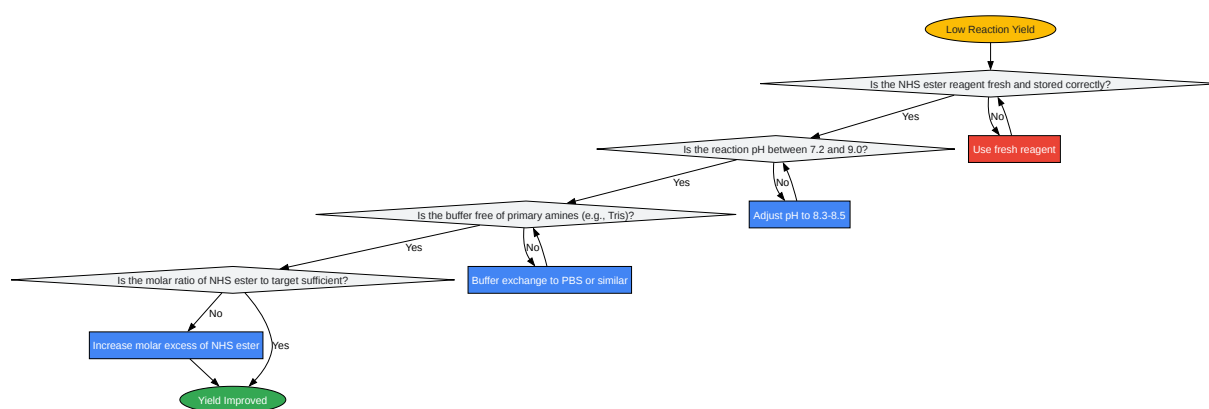 Low Reaction Yield
Is the NHS ester reagent fresh and stored correctly?
Yes
No
Use fresh reagent
Is the reaction pH between 7.2 and 9.0?
Yes
No
Adjust pH to 8.3-8.5
Is the buffer free of primary amines (e.g., Tris)?
Yes
No
Buffer exchange to PBS or similar
Is the molar ratio of NHS ester to target sufficient?
No
Increase molar excess of NHS ester
Yes
Yield Improved